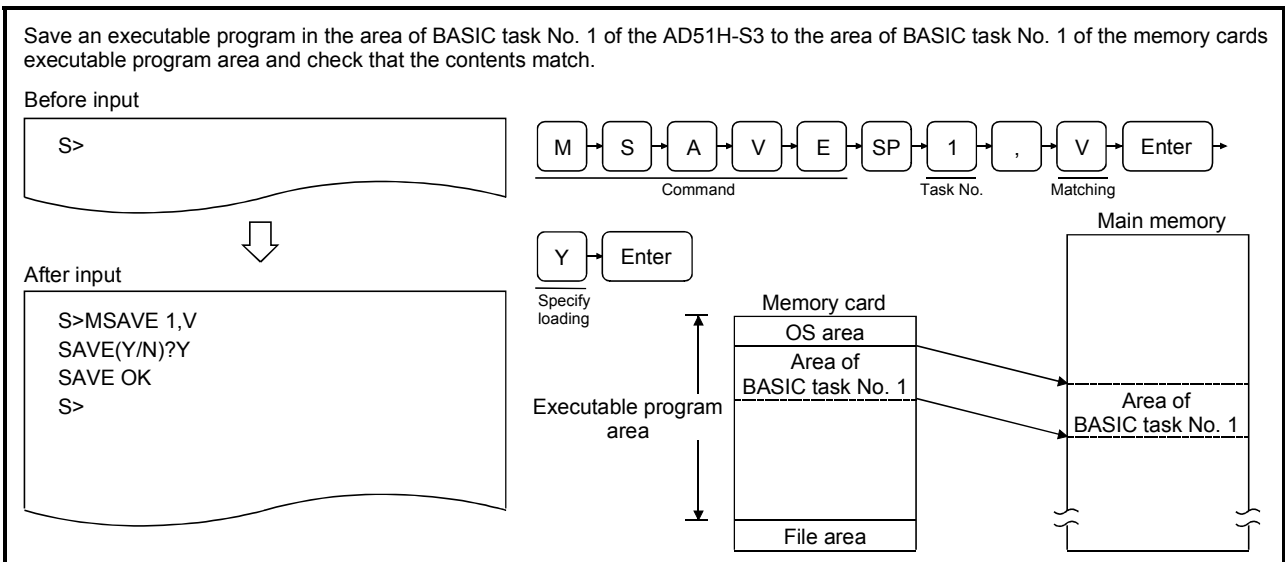 Save an executable program in the area of BASIC task No. 1 of the AD51H-S3 to the area of BASIC task No. 1 of the memory cards
executable program area and check that the contents match.
Before input
S>
M S A V E SP 1 , V Enter
Command Task No. Matching
After input
S>MSAVE 1,V
SAVE(Y/N)?Y
SAVE OK
S>
Y Enter
Specify
loading
Executable program
area
Memory card
OS area
Area of
BASIC task No. 1
File area
Main memory
Area of
BASIC task No. 1